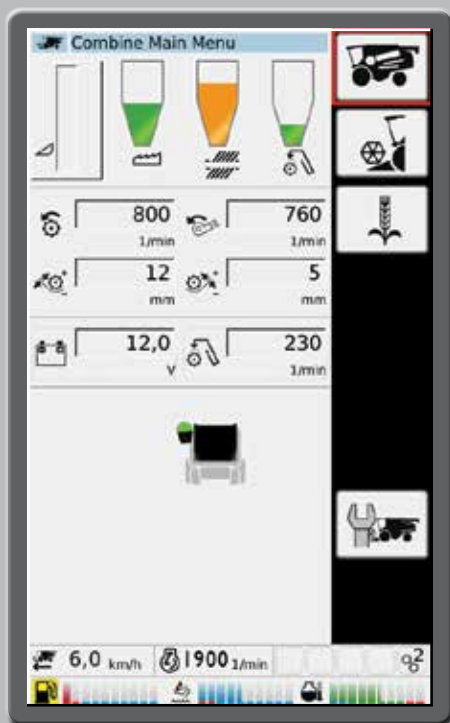 Combine Main Menu
800 760
1/min 1/min
12 5
mm mm
12,0 230
V 1/min
6,0 km/h 1900 1/min 2